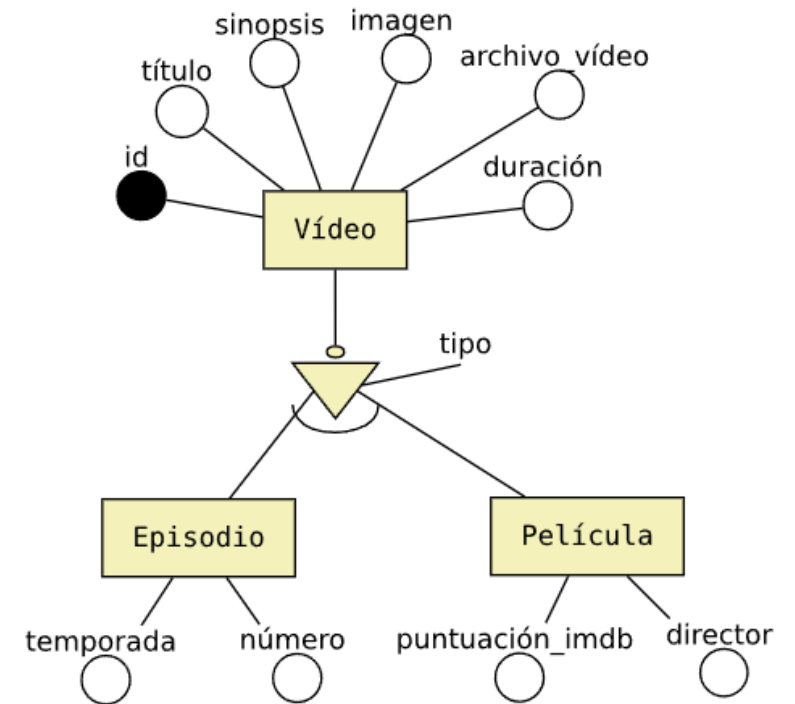 sinopsis
imagen
título
archivo_vídeo
id
duración
Vídeo
tipo
Episodio
Película
temporada
número
puntuación_imdb
director